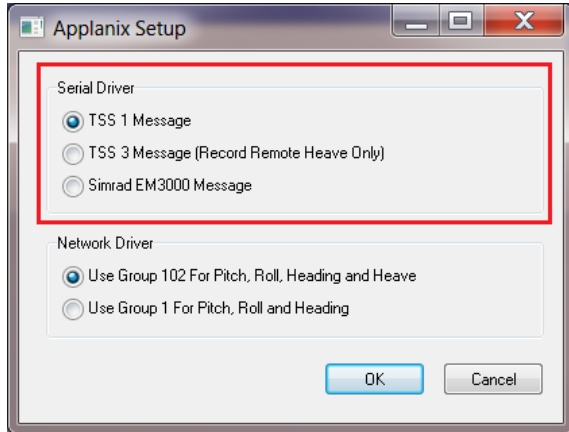 Applanix Setup
Serial Driver
TSS 1 Message
TSS 3 Message (Record Remote Heave Only)
Simrad EM3000 Message
Network Driver
Use Group 102 For Pitch, Roll, Heading and Heave
Use Group 1 For Pitch, Roll and Heading
OK Cancel